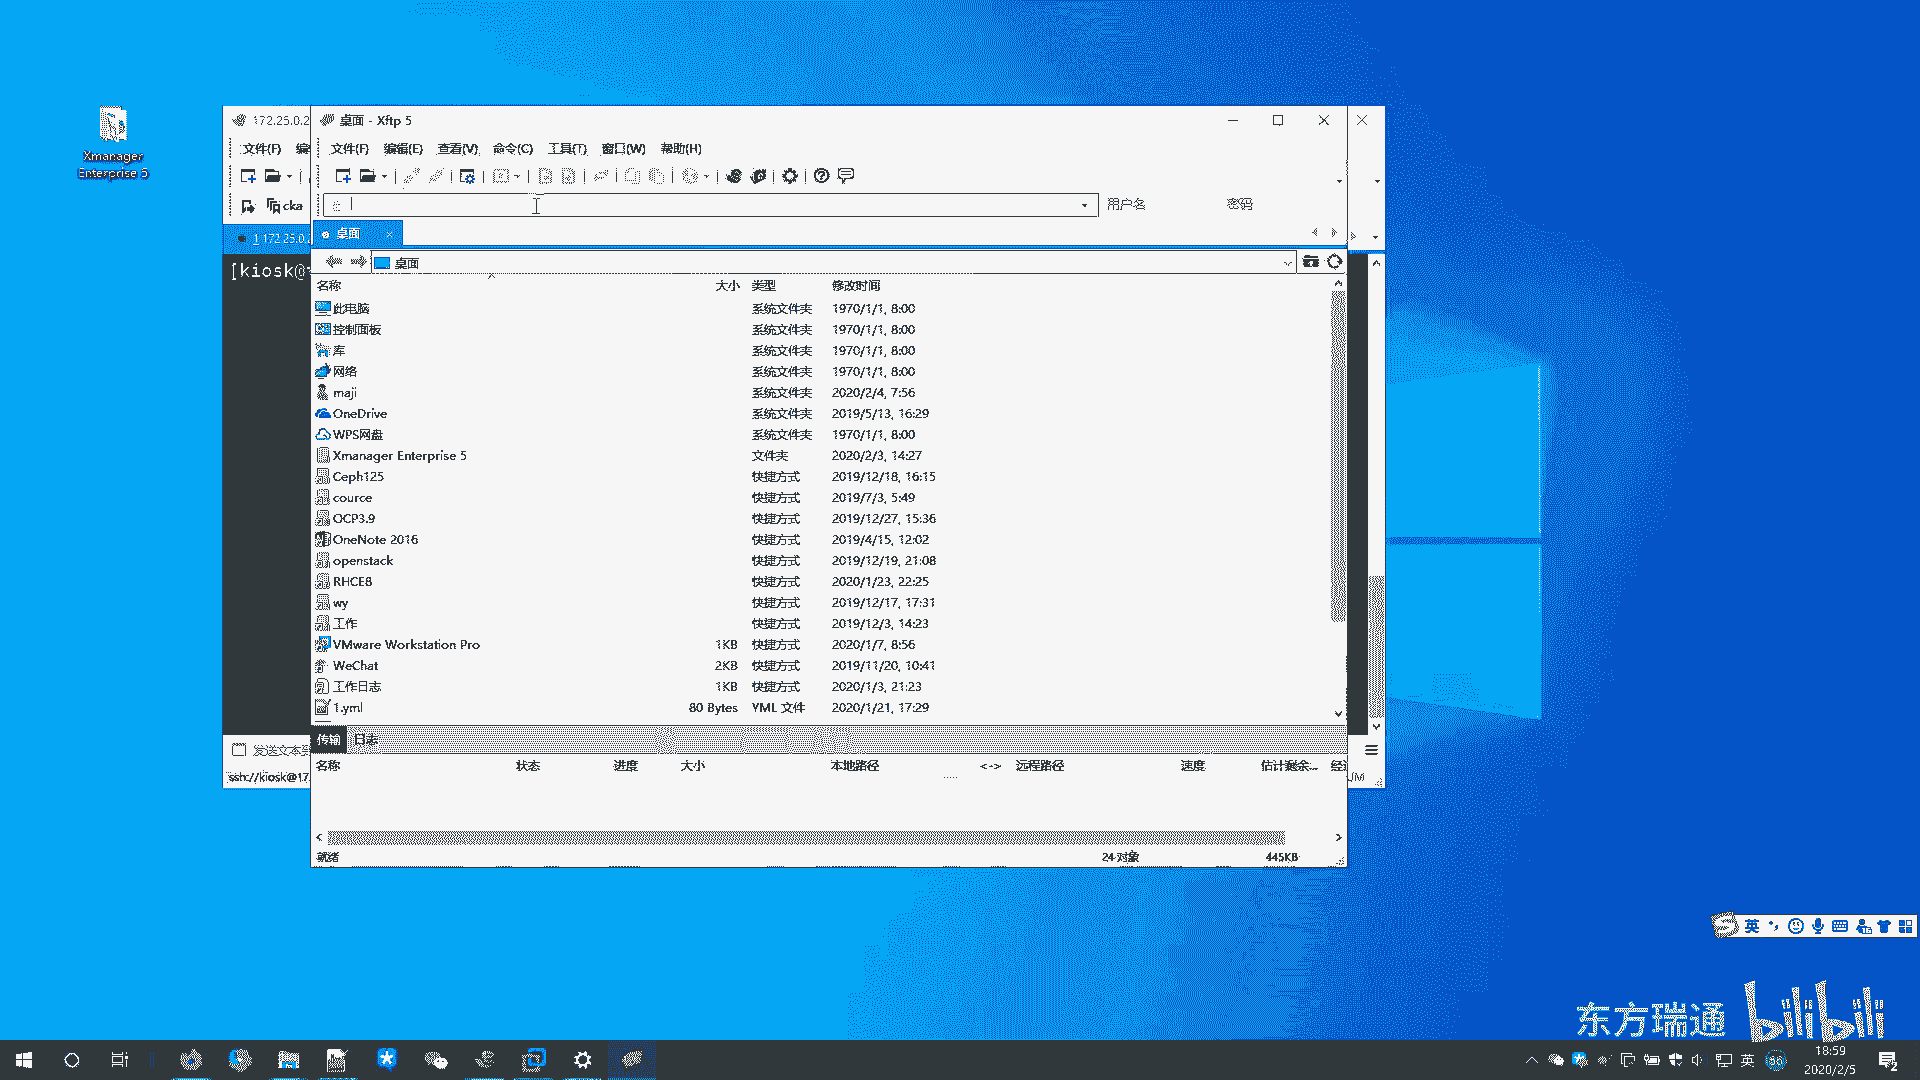 Xmanager
Enterprise 5
172.25.0.2
文件(F) 编
cka
1 172.25.0.2
[kiosk@
发送文本到
ssh://kiosk@17
桌面 - Xftp 5
文件(F) 编辑(E) 查看(V) 命令(C) 工具(T) 窗口(W) 帮助(H)
用户名 密码
桌面
桌面
名称 大小 类型 修改时间
此电脑 系统文件夹 1970/1/1, 8:00
控制面板 系统文件夹 1970/1/1, 8:00
库 系统文件夹 1970/1/1, 8:00
网络 系统文件夹 1970/1/1, 8:00
maji 系统文件夹 2020/2/4, 7:56
OneDrive 系统文件夹 2019/5/13, 16:29
WPS网盘 系统文件夹 1970/1/1, 8:00
Xmanager Enterprise 5 文件夹 2020/2/3, 14:27
Ceph125 快捷方式 2019/12/18, 16:15
cource 快捷方式 2019/7/3, 5:49
OCP3.9 快捷方式 2019/12/27, 15:36
OneNote 2016 快捷方式 2019/4/15, 12:02
openstack 快捷方式 2019/12/19, 21:08
RHCE8 快捷方式 2020/1/23, 22:25
wy 快捷方式 2019/12/17, 17:31
工作 快捷方式 2019/12/3, 14:23
VMware Workstation Pro 1KB 快捷方式 2020/1/7, 8:56
WeChat 2KB 快捷方式 2019/11/20, 10:41
工作日志 1KB 快捷方式 2020/1/3, 21:23
1.yml 80 Bytes YML 文件 2020/1/21, 17:29
传输 日志
名称 状态 进度 大小 本地路径 <-> 远程路径 速度 估计剩余... 经过
就绪 24 对象 445KB
英
东方瑞通 bilibili
英 66 18:59
2020/2/5
2